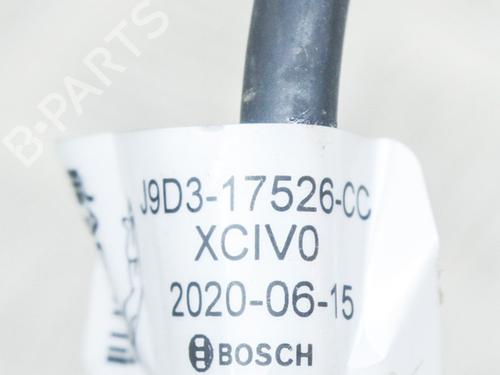 B-PARTS
J9D3-17526-CC
XCIV0
2020-06-15
BOSCH